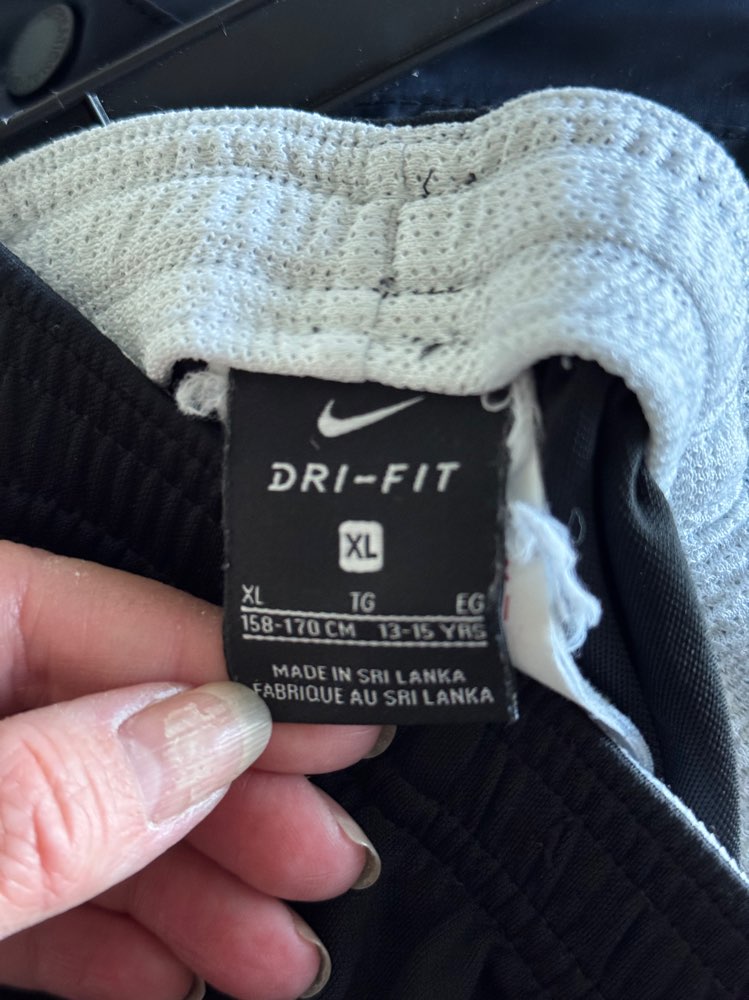 DRI-FIT
XL
XL TG EG
158-170 CM 13-15 YRS
MADE IN SRI LANKA
FABRIQUE AU SRI LANKA